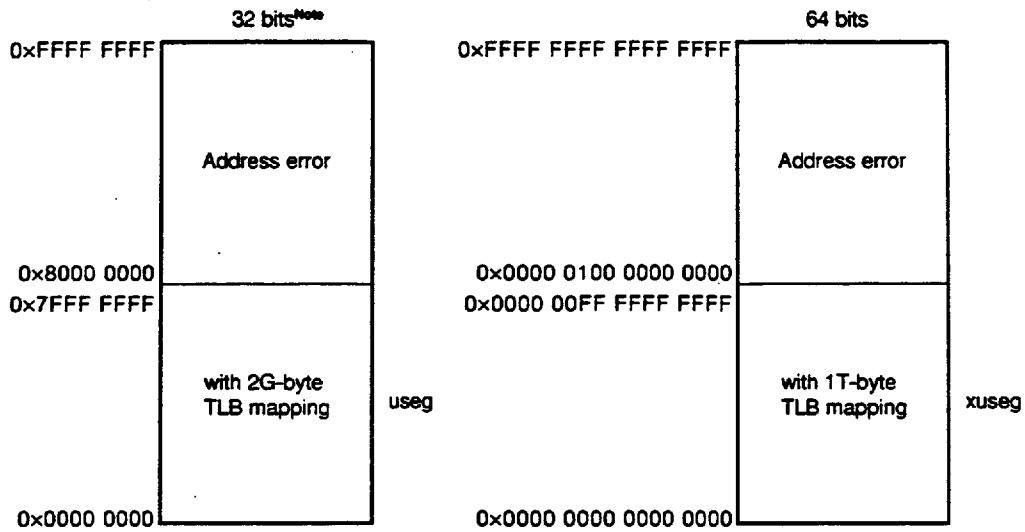 32 bitsNote
0xFFFF FFFF
Address error
0x8000 0000
0x7FFF FFFF
with 2G-byte
TLB mapping
useg
0x0000 0000
64 bits
0xFFFF FFFF FFFF FFFF
Address error
0x0000 0100 0000 0000
0x0000 00FF FFFF FFFF
with 1T-byte
TLB mapping
xuseg
0x0000 0000 0000 0000